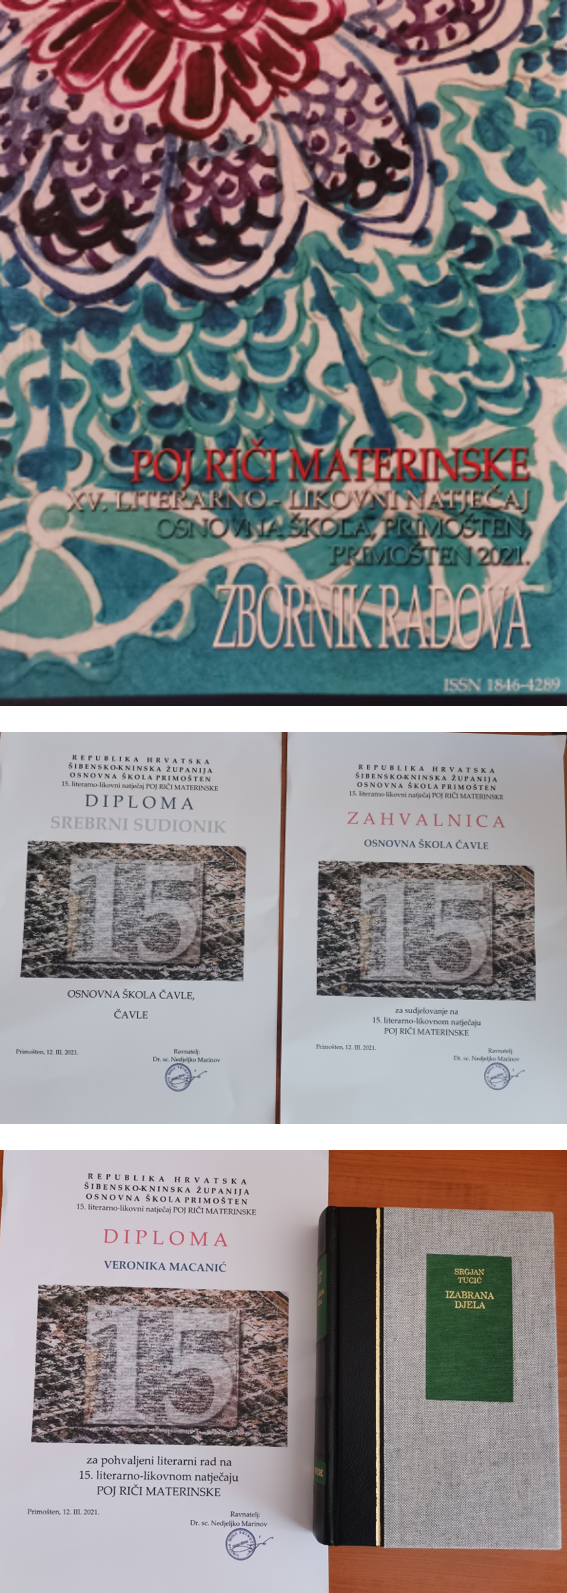 POJ RIČI MATERINSKE
XV. LITERARNO - LIKOVNI NATJEČAJ
OSNOVNA ŠKOLA, PRIMOŠTEN,
PRIMOŠTEN 2021.
ZBORNIK RADOVA
ISSN 1846-4289
REPUBLIKA HRVATSKA
ŠIBENSKO-KNINSKA ŽUPANIJA
OSNOVNA ŠKOLA PRIMOŠTEN
15. literarno-likovni natječaj POJ RIČI MATERINSKE
DIPLOMA
SREBRNI SUDIONIK
15
OSNOVNA ŠKOLA ČAVLE,
ČAVLE
Primošten, 12. III. 2021.
Ravnatelj:
Dr. sc. Nedjeljko Marinov
REPUBLIKA HRVATSKA
ŠIBENSKO-KNINSKA ŽUPANIJA
OSNOVNA ŠKOLA PRIMOŠTEN
15. literarno-likovni natječaj POJ RIČI MATERINSKE
ZAHVALNICA
OSNOVNA ŠKOLA ČAVLE
15
za sudjelovanje na
15. literarno-likovnom natječaju
POJ RIČI MATERINSKE
Primošten, 12. III. 2021.
Ravnatelj:
Dr. sc. Nedjeljko Marinov
REPUBLIKA HRVATSKA
ŠIBENSKO-KNINSKA ŽUPANIJA
OSNOVNA ŠKOLA PRIMOŠTEN
15. literarno-likovni natječaj POJ RIČI MATERINSKE
DIPLOMA
VERONIKA MACANIĆ
15
za pohvaljeni literarni rad na
15. literarno-likovnom natječaju
POJ RIČI MATERINSKE
Primošten, 12. III. 2021.
Ravnatelj:
Dr. sc. Nedjeljko Marinov
SRGJAN
TUCIĆ
IZABRANA
DJELA